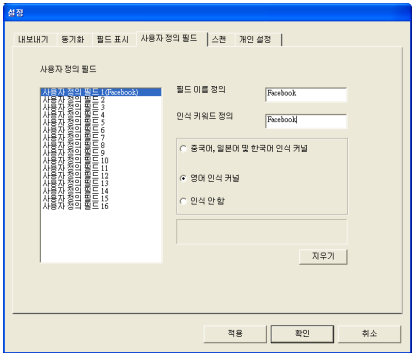 설정
내보내기 동기화 필드 표시 사용자 정의 필드 스캔 개인 설정
사용자 정의 필드
사용자 정의 필드 1(Facebook)
사용자 정의 필드 2
사용자 정의 필드 3
사용자 정의 필드 4
사용자 정의 필드 5
사용자 정의 필드 6
사용자 정의 필드 7
사용자 정의 필드 8
사용자 정의 필드 9
사용자 정의 필드 10
사용자 정의 필드 11
사용자 정의 필드 12
사용자 정의 필드 13
사용자 정의 필드 14
사용자 정의 필드 15
사용자 정의 필드 16
필드 이름 정의 Facebook
인식 키워드 정의 Facebook
중국어, 일본어 및 한국어 인식 커널
영어 인식 커널
인식 안 함
지우기
적용 확인 취소